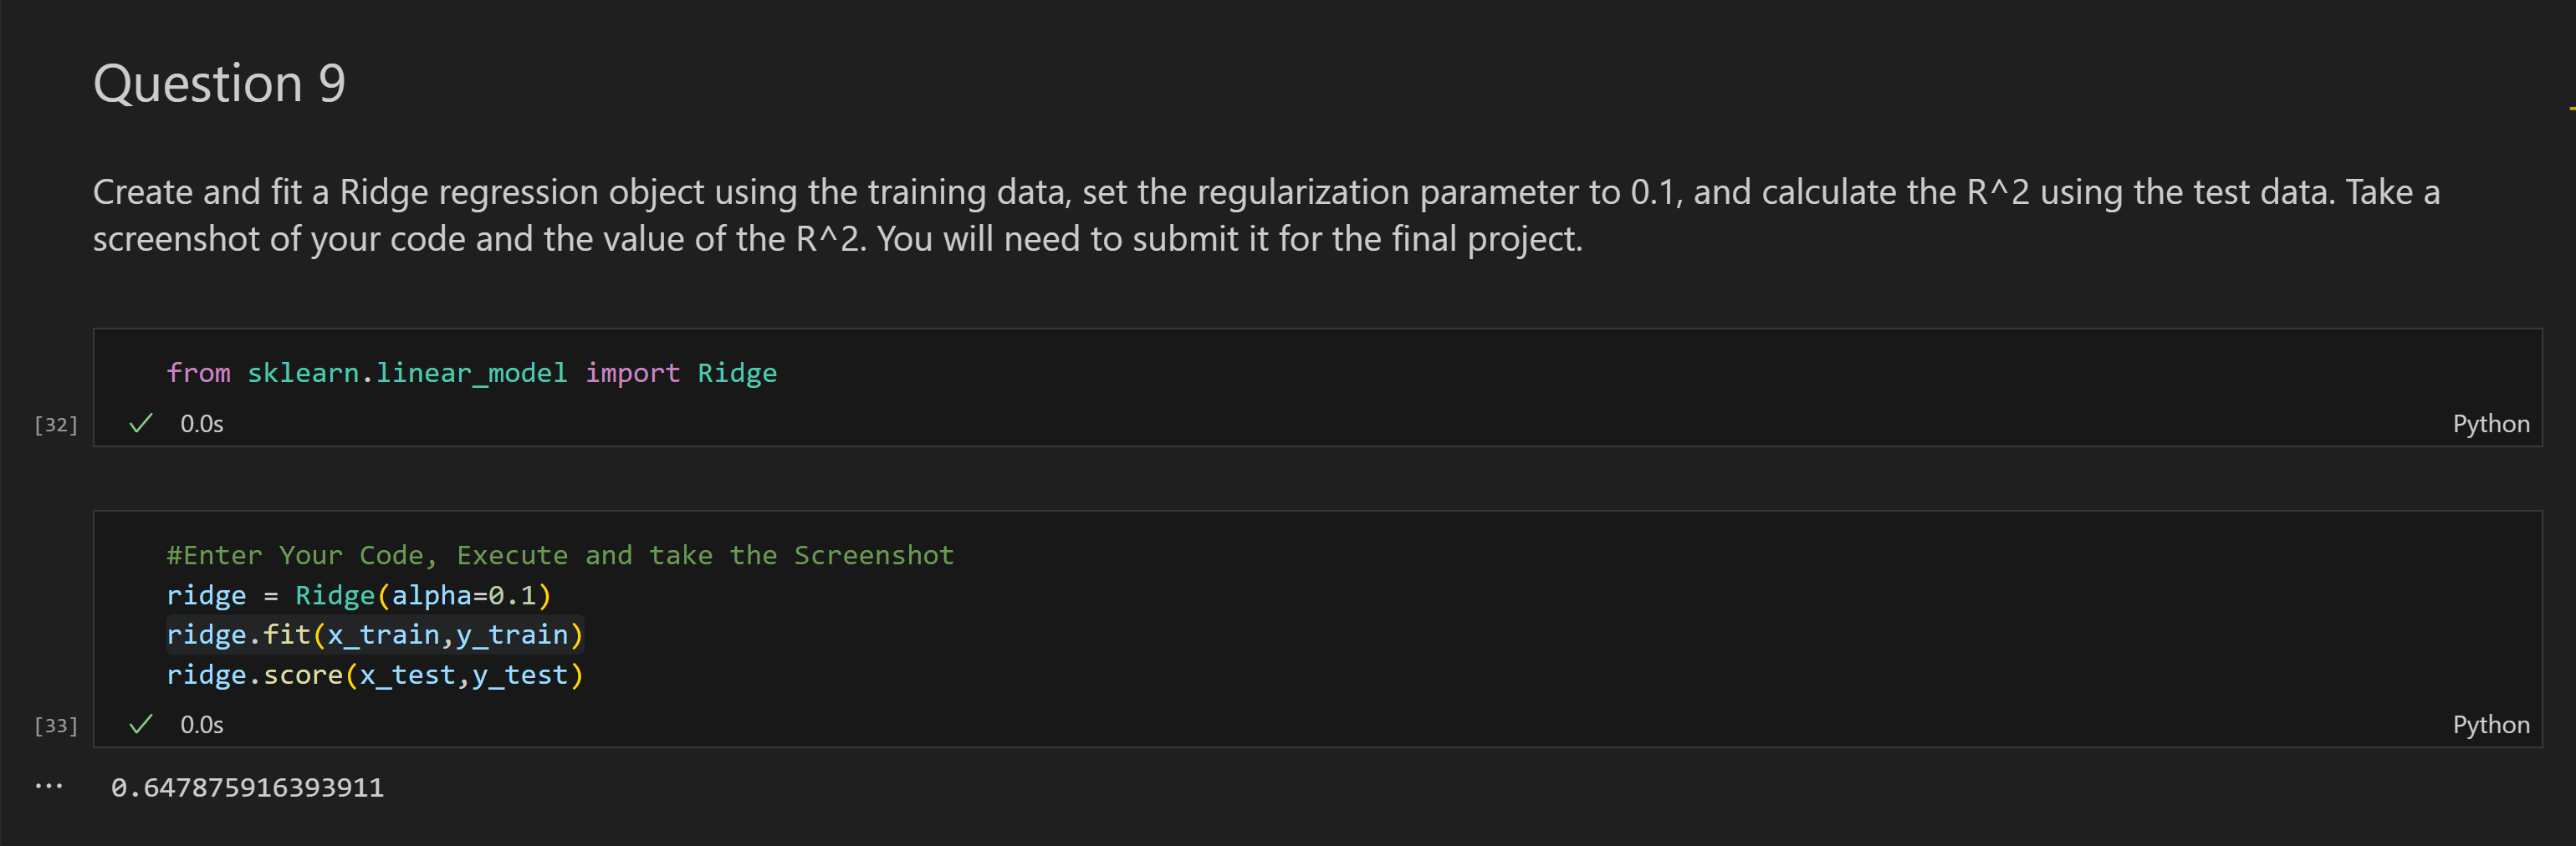 Question 9
Create and fit a Ridge regression object using the training data, set the regularization parameter to 0.1, and calculate the R^2 using the test data. Take a
screenshot of your code and the value of the R^2. You will need to submit it for the final project.
from sklearn.linear_model import Ridge
[32] 0.0s Python
#Enter Your Code, Execute and take the Screenshot
ridge = Ridge(alpha=0.1)
ridge.fit(x_train,y_train)
ridge.score(x_test,y_test)
[33] 0.0s Python
... 0.647875916393911